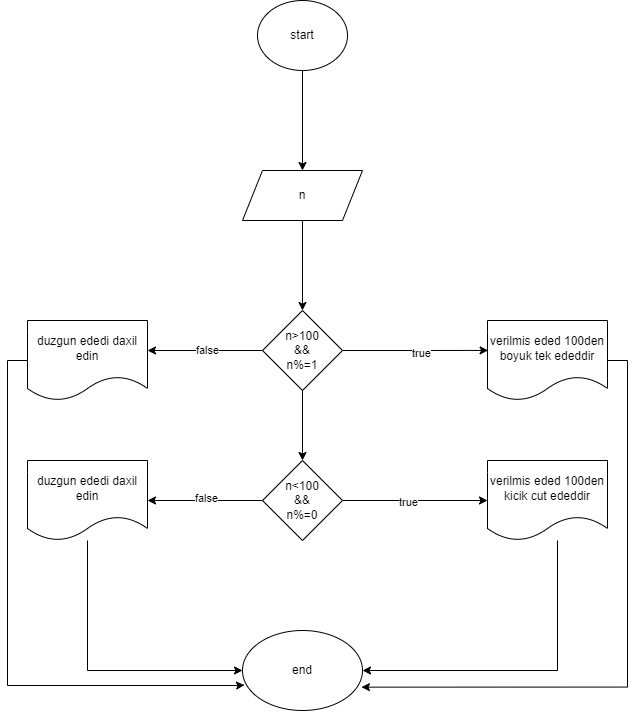 start
n
n>100
&&
n%=1
false
true
duzgun ededi daxil
edin
verilmis eded 100den
boyuk tek ededdir
n<100
&&
n%=0
false
true
duzgun ededi daxil
edin
verilmis eded 100den
kicik cut ededdir
end